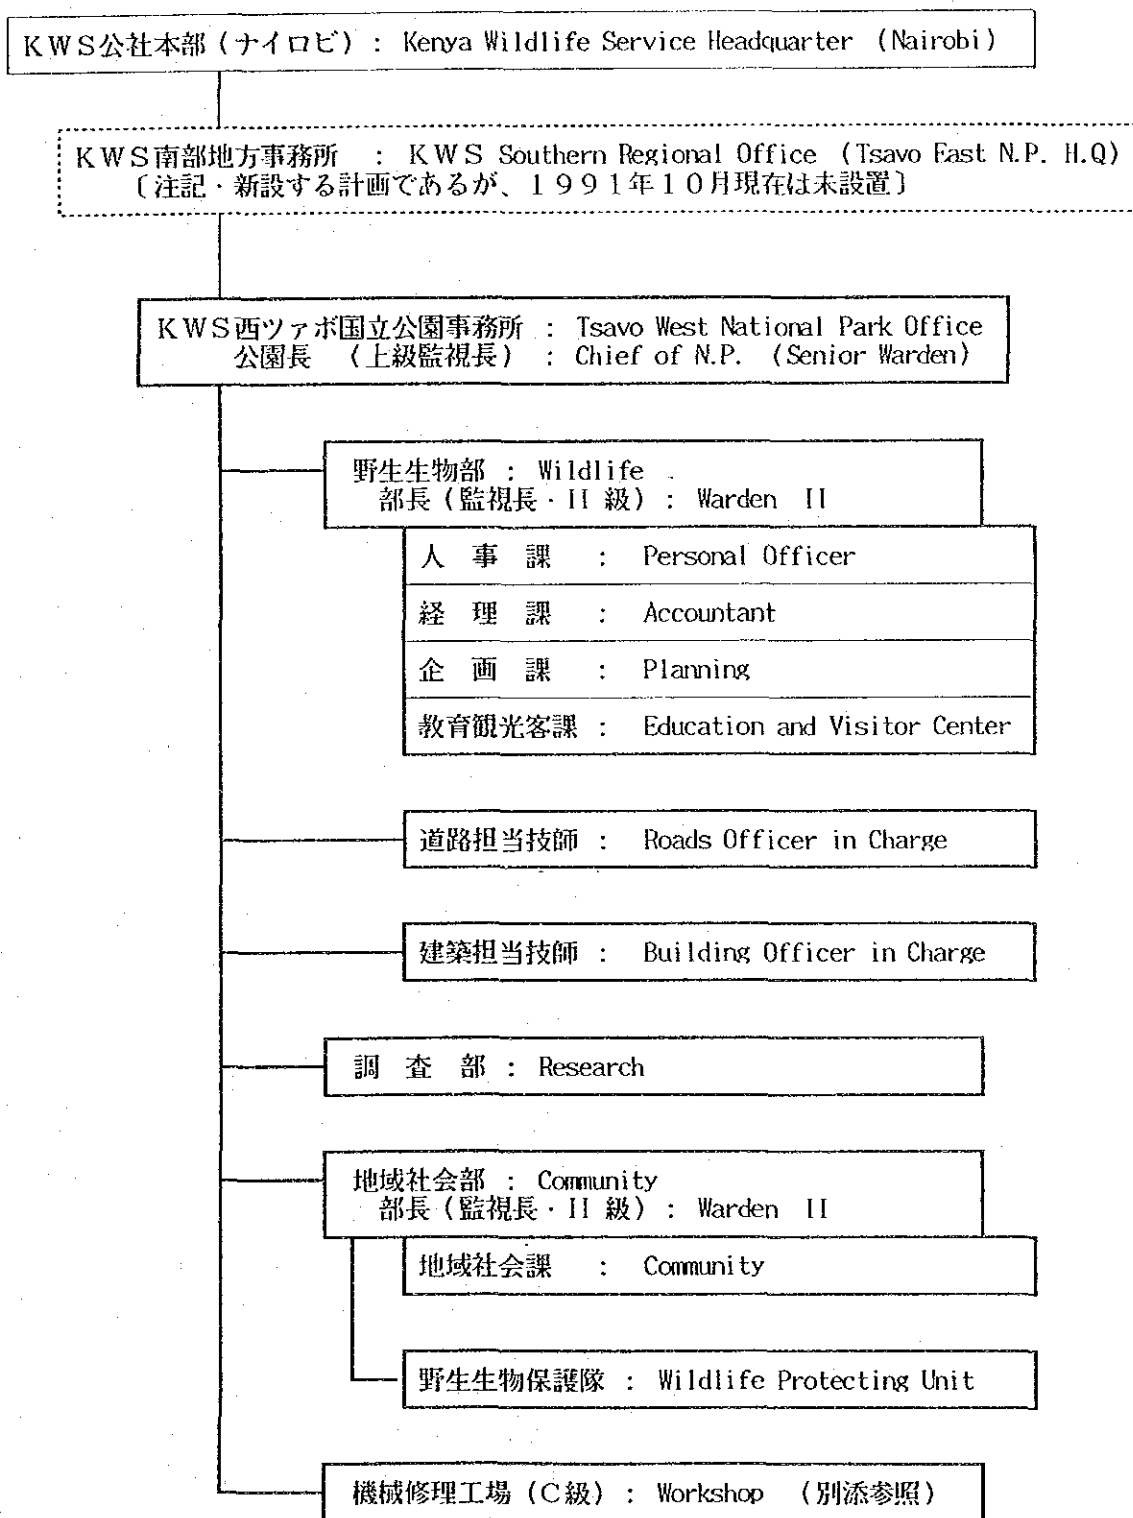 KWS公社本部(ナイロビ): Kenya Wildlife Service Headquarter (Nairobi)
KWS南部地方事務所 : KWS Southern Regional Office (Tsavo East N.P. H.Q)
〔注記・新設する計画であるが、1991年10月現在は未設置〕
KWS西ツァボ国立公園事務所 : Tsavo West National Park Office
公園長 (上級監視長) : Chief of N.P. (Senior Warden)
野生生物部 : Wildlife
部長(監視長・II 級) : Warden II
人 事 課 : Personal Officer
経 理 課 : Accountant
企 画 課 : Planning
教育観光客課 : Education and Visitor Center
道路担当技師 : Roads Officer in Charge
建築担当技師 : Building Officer in Charge
調 査 部 : Research
地域社会部 : Community
部長(監視長・II 級) : Warden II
地域社会課 : Community
野生生物保護隊 : Wildlife Protecting Unit
機械修理工場(C級) : Workshop (別添参照)